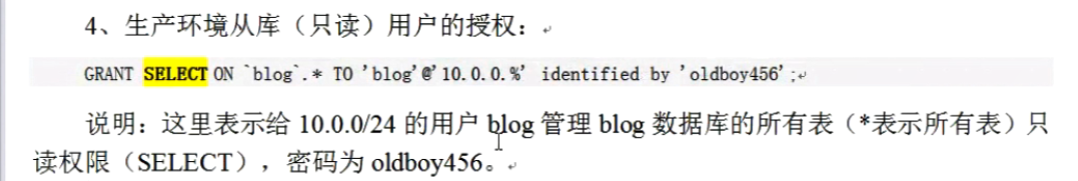 4、生产环境从库（只读）用户的授权：
GRANT SELECT ON `blog`.* TO 'blog'@'10.0.0.%' identified by 'oldboy456';
说明：这里表示给 10.0.0/24 的用户 blog 管理 blog 数据库的所有表（*表示所有表）只
读权限（SELECT），密码为 oldboy456。